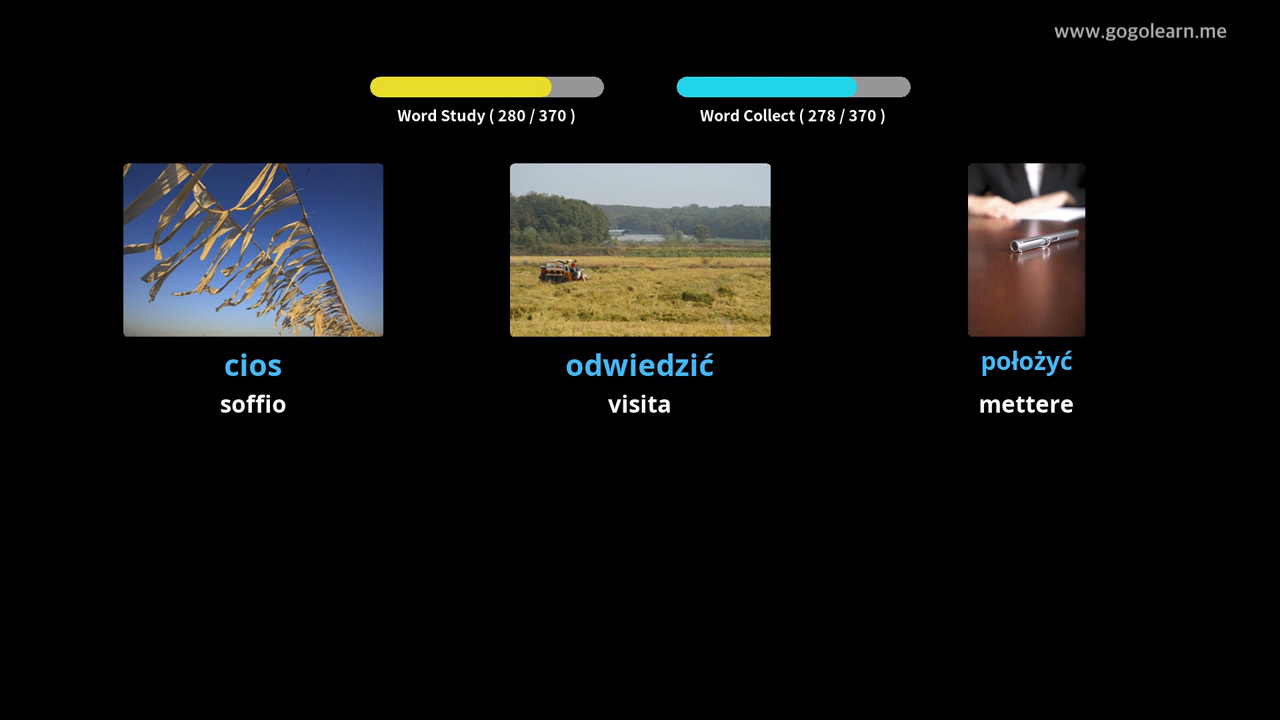 www.gogolearn.me
Word Study ( 280 / 370 )
Word Collect ( 278 / 370 )
cios
odwiedzić
położyć
soffio
visita
mettere